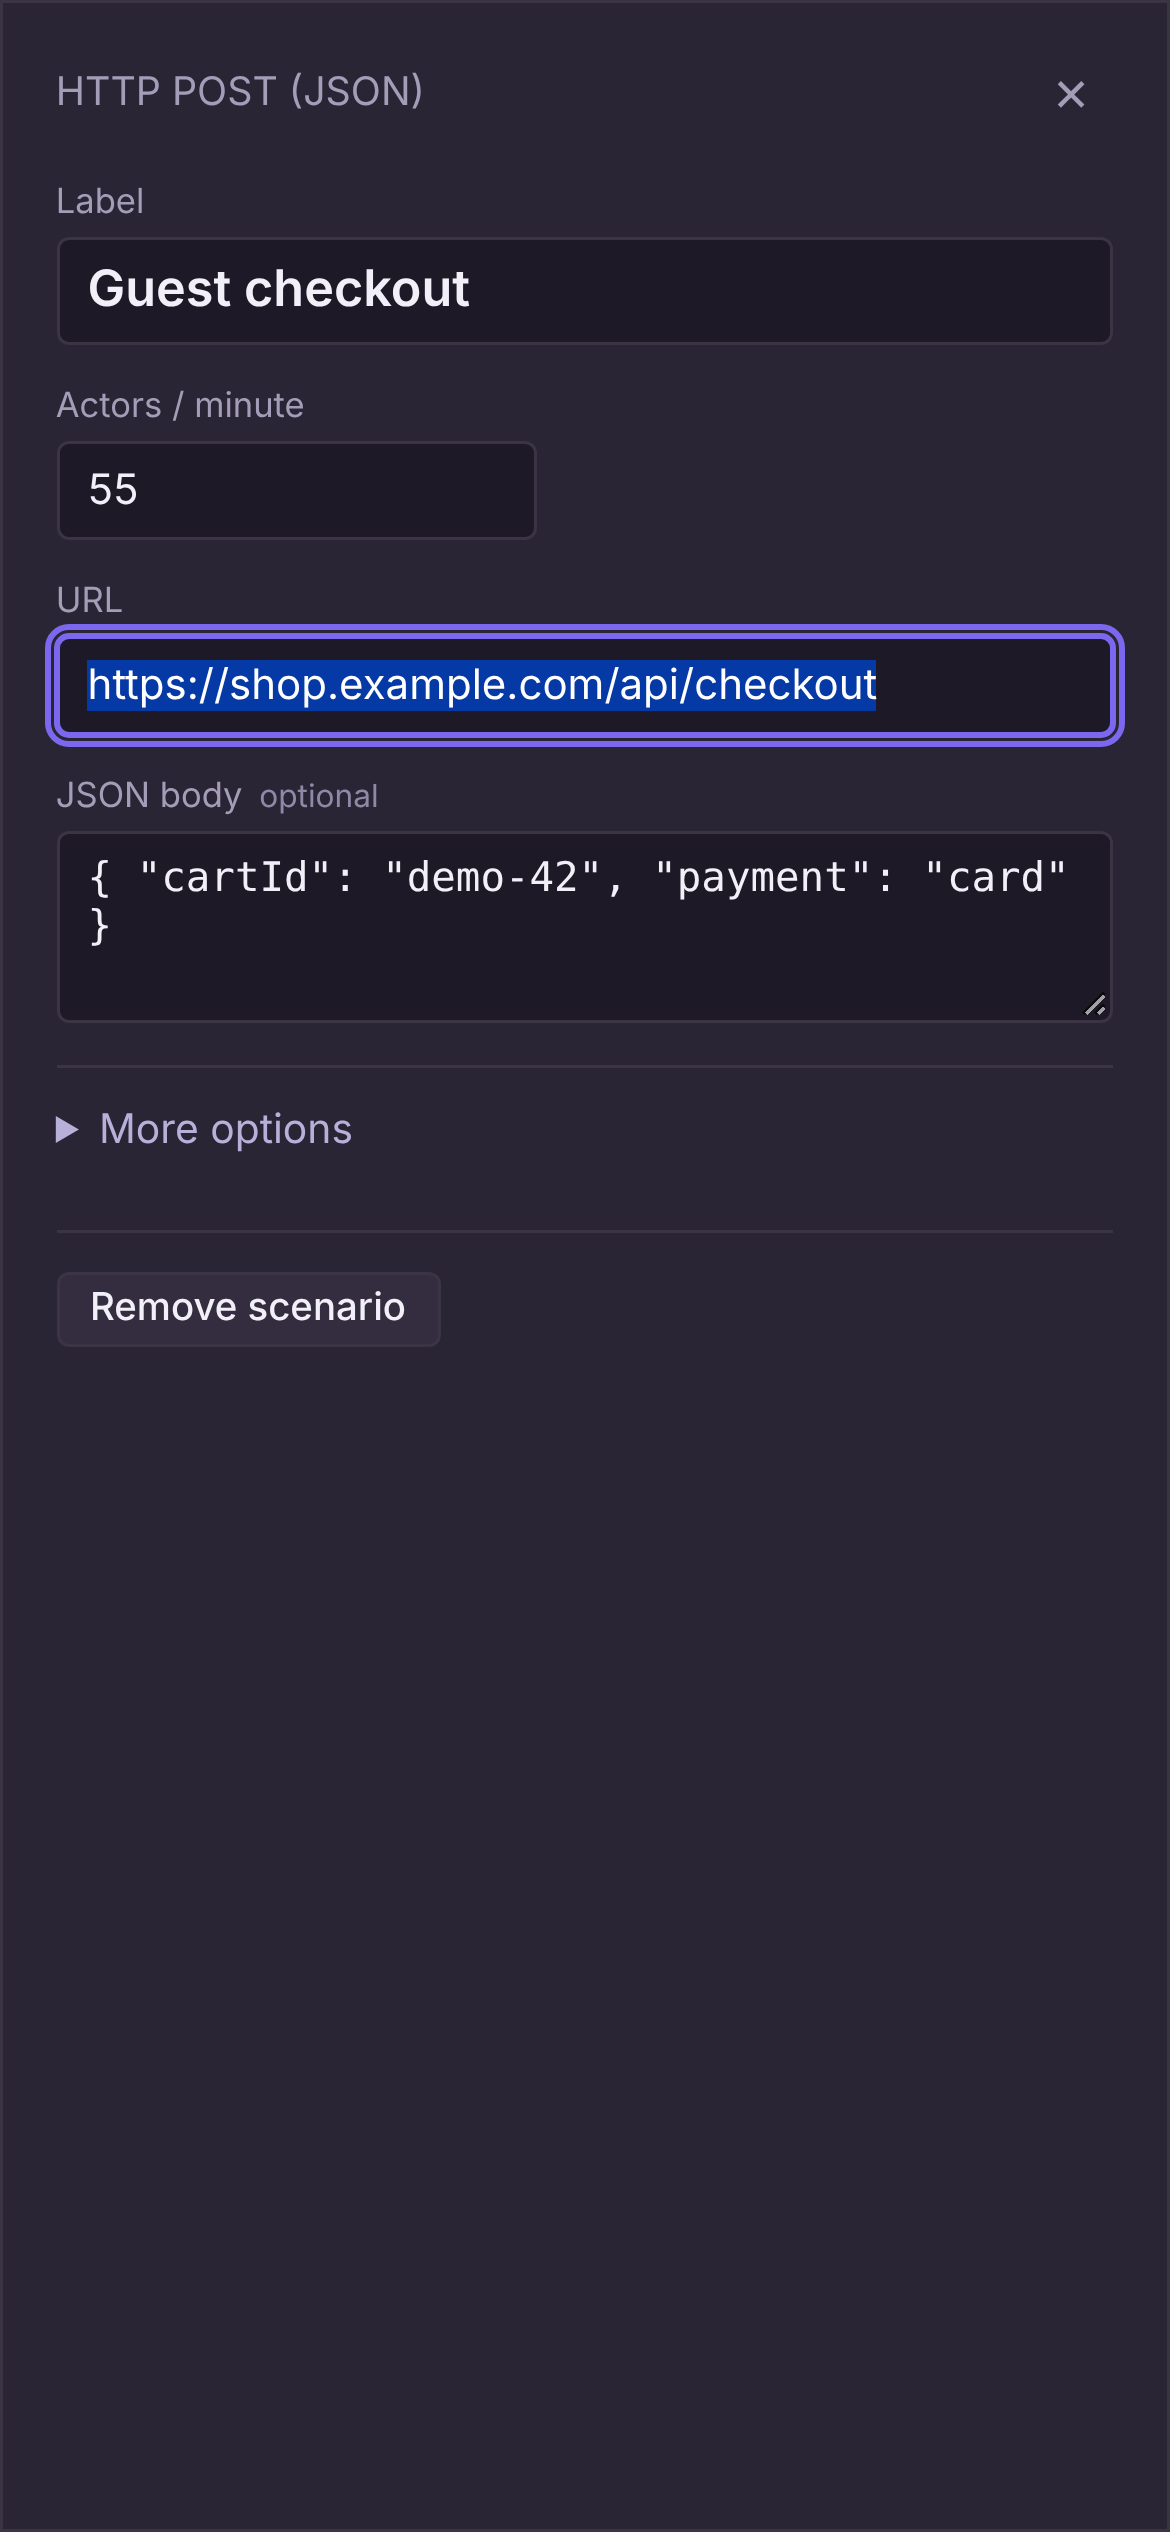 HTTP POST (JSON)
Label
Guest checkout
Actors / minute
55
URL
https://shop.example.com/api/checkout
JSON body optional
{ "cartId": "demo-42", "payment": "card"
}
More options
Remove scenario